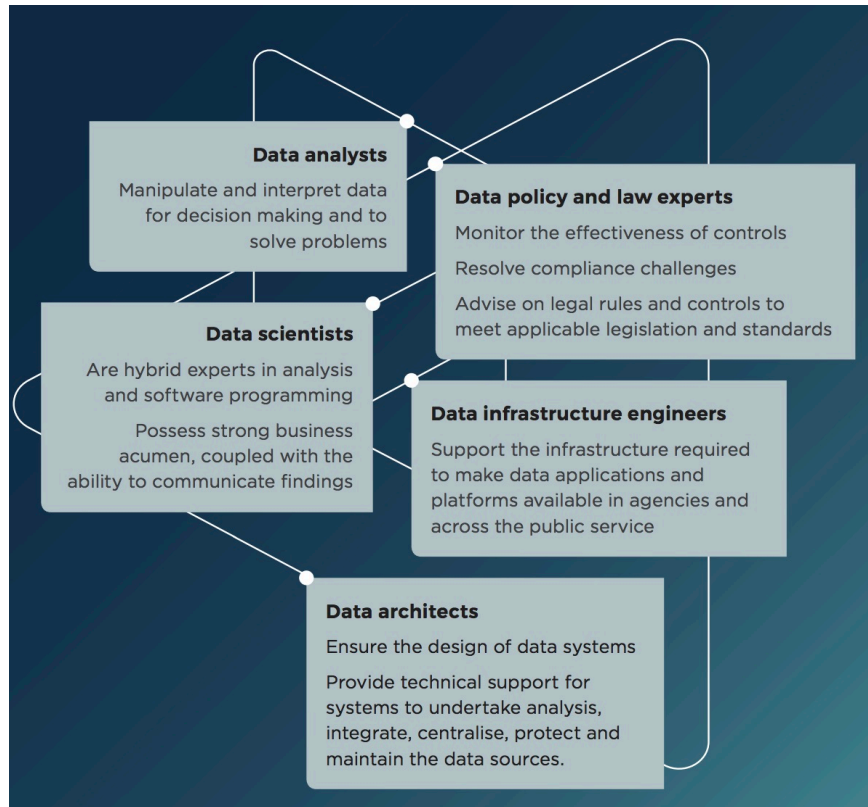 Data analysts
Manipulate and interpret data
for decision making and to
solve problems
Data policy and law experts
Monitor the effectiveness of controls
Resolve compliance challenges
Advise on legal rules and controls to
meet applicable legislation and standards
Data scientists
Are hybrid experts in analysis
and software programming
Possess strong business
acumen, coupled with the
ability to communicate findings
Data infrastructure engineers
Support the infrastructure required
to make data applications and
platforms available in agencies and
across the public service
Data architects
Ensure the design of data systems
Provide technical support for
systems to undertake analysis,
integrate, centralise, protect and
maintain the data sources.